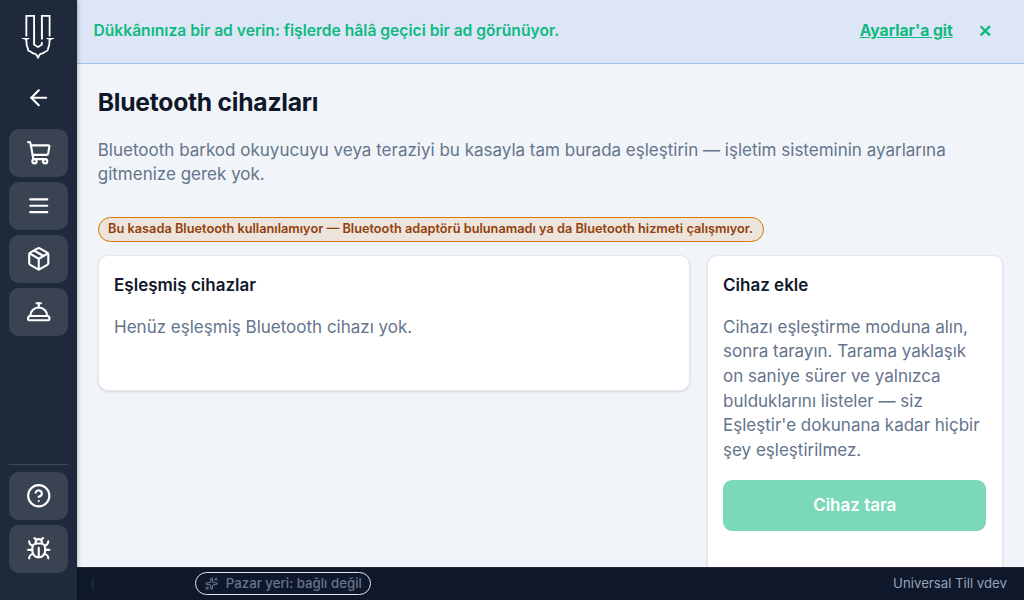 Dükkânınıza bir ad verin: fişlerde hâlâ geçici bir ad görünüyor.
Ayarlar'a git ×
Bluetooth cihazları
Bluetooth barkod okuyucuyu veya teraziyi bu kasayla tam burada eşleştirin — işletim sisteminin ayarlarına
gitmenize gerek yok.
Bu kasada Bluetooth kullanılamıyor — Bluetooth adaptörü bulunamadı ya da Bluetooth hizmeti çalışmıyor.
Eşleşmiş cihazlar
Henüz eşleşmiş Bluetooth cihazı yok.
Cihaz ekle
Cihazı eşleştirme moduna alın,
sonra tarayın. Tarama yaklaşık
on saniye sürer ve yalnızca
bulduklarını listeler — siz
Eşleştir'e dokunana kadar hiçbir
şey eşleştirilmez.
Cihaz tara
Pazar yeri: bağlı değil
Universal Till vdev